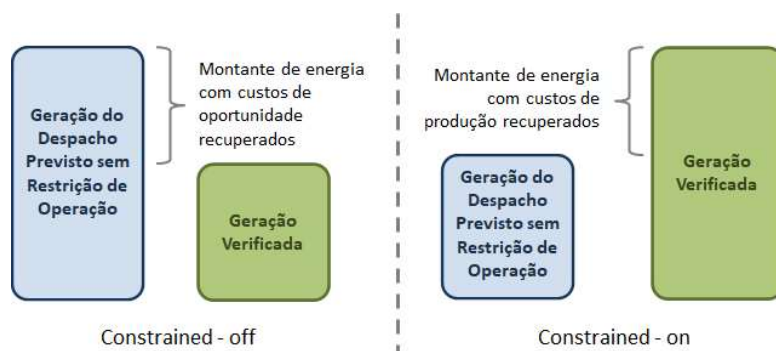 Geração do
Despacho
Previsto sem
Restrição de
Operação
Montante de energia
com custos de
oportunidade
recuperados
Geração
Verificada
Constrained - off
Montante de energia
com custos de
produção recuperados
Geração do
Despacho
Previsto sem
Restrição de
Operação
Geração
Verificada
Constrained - on